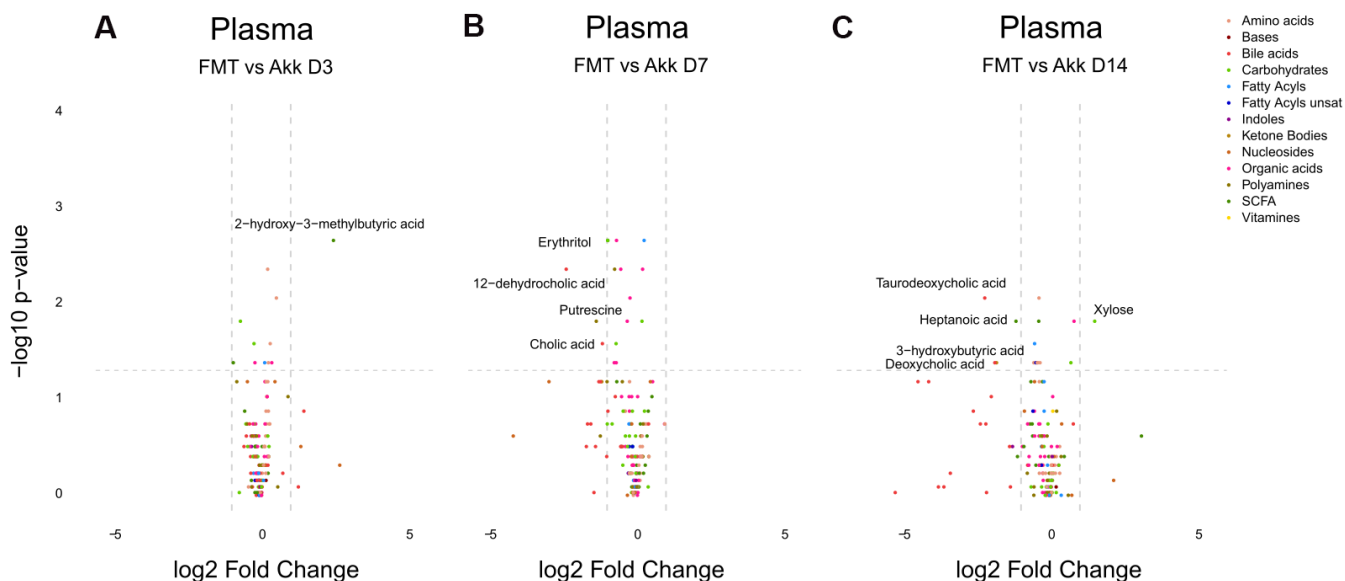 A
Plasma
FMT vs Akk D3
B
Plasma
FMT vs Akk D7
C
Plasma
FMT vs Akk D14
Amino acids
Bases
Bile acids
Carbohydrates
Fatty Acyls
Fatty Acyls unsat
Indoles
Ketone Bodies
Nucleosides
Organic acids
Polyamines
SCFA
Vitamines
−log10 p−value
4
3
2
1
0
2−hydroxy−3−methylbutyric acid
-5
0
5
log2 Fold Change
Erythritol
12−dehydrocholic acid
Putrescine
Cholic acid
-5
0
5
log2 Fold Change
Taurodeoxycholic acid
Heptanoic acid
Xylose
3−hydroxybutyric acid
Deoxycholic acid
-5
0
5
log2 Fold Change